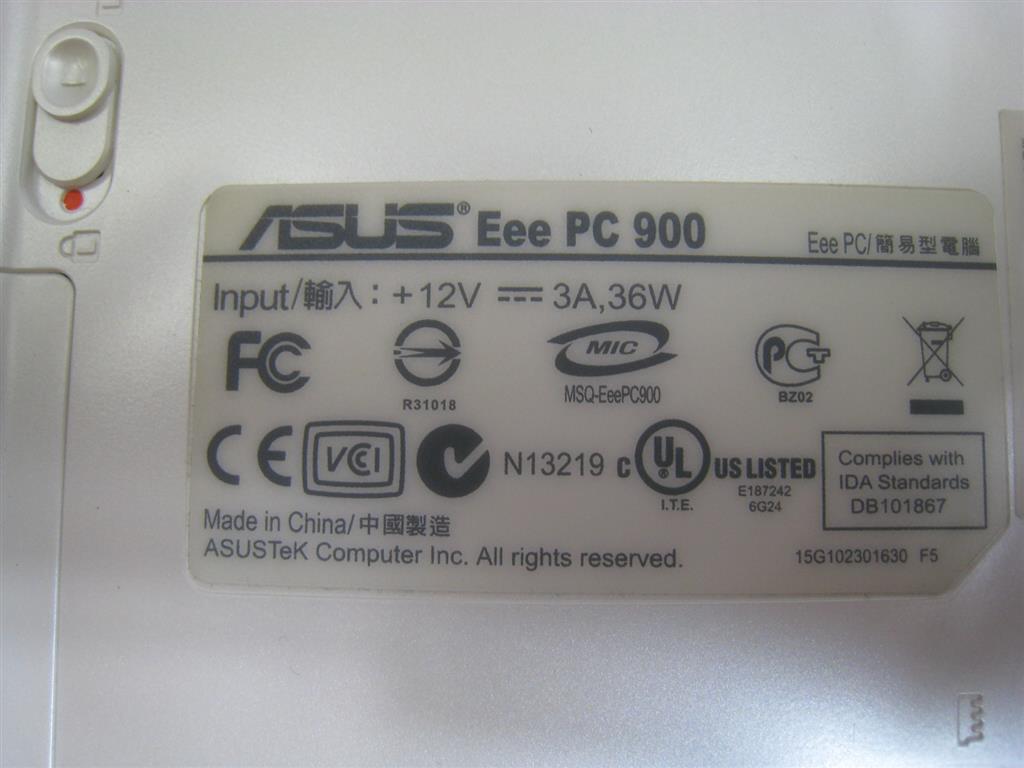 ASUS® Eee PC 900
Eee PC/簡易型電腦
Input/輸入：+12V ⎓ 3A,36W
FC
R31018
MIC
MSQ-EeePC900
PCT
BZ02
CE
VCI
N13219
C UL® US LISTED
I.T.E.
E187242
6G24
Complies with
IDA Standards
DB101867
Made in China/中國製造
ASUSTeK Computer Inc. All rights reserved.
15G102301630 F5